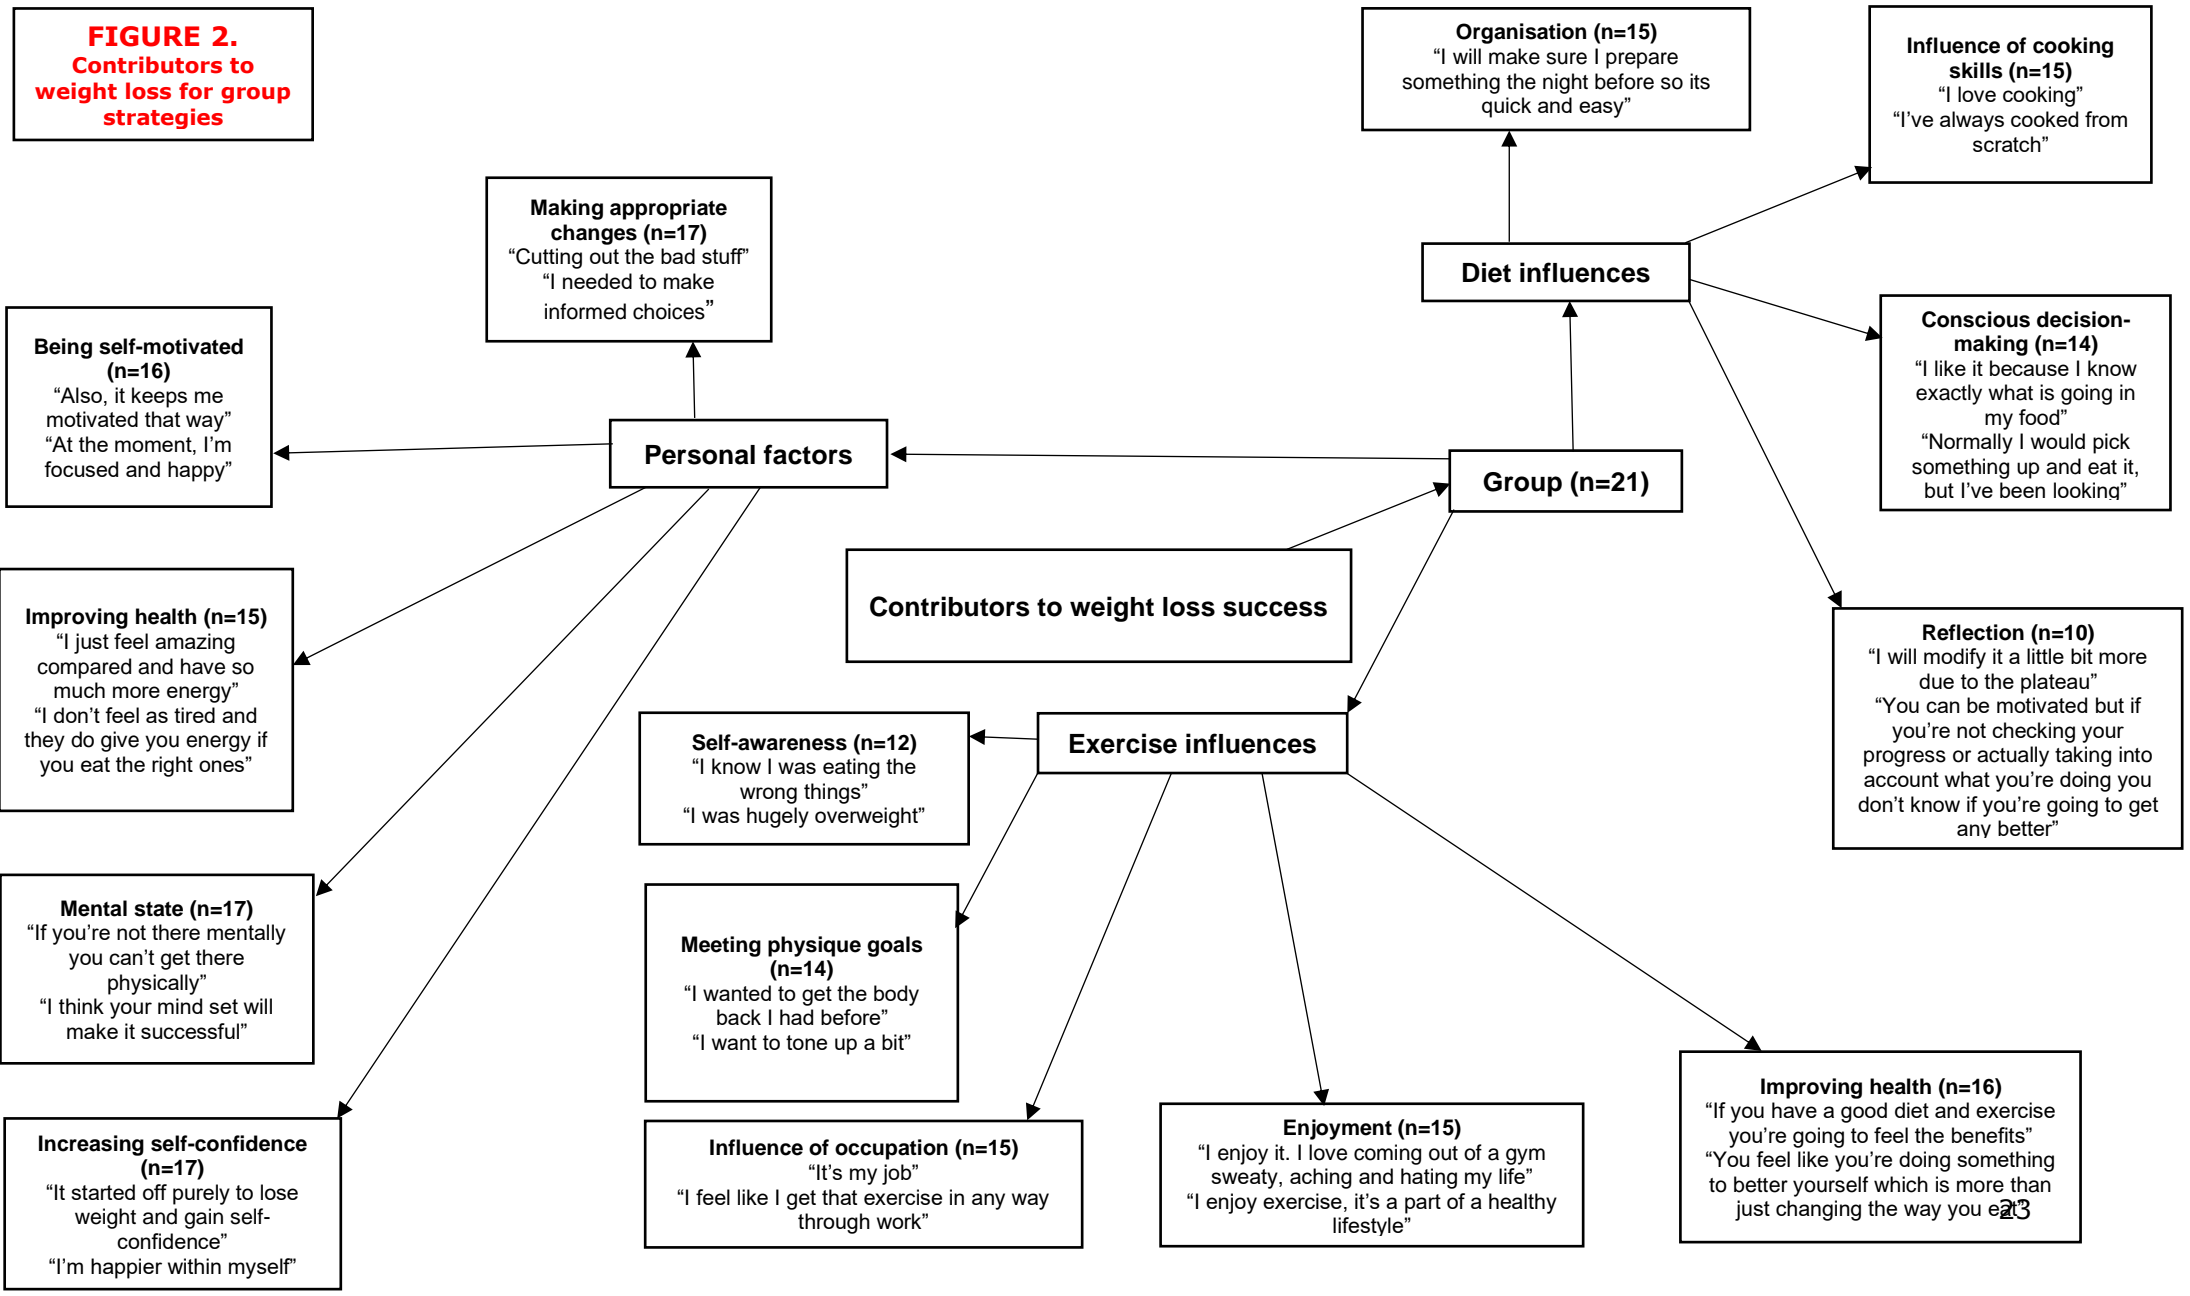 FIGURE 2.
Contributors to
weight loss for group
strategies
Organisation (n=15)
“I will make sure I prepare
something the night before so its
quick and easy”
Influence of cooking
skills (n=15)
“I love cooking”
“I’ve always cooked from
scratch”
Making appropriate
changes (n=17)
“Cutting out the bad stuff”
“I needed to make
informed choices”
Diet influences
Being self-motivated
(n=16)
“Also, it keeps me
motivated that way”
“At the moment, I’m
focused and happy”
Conscious decision-
making (n=14)
“I like it because I know
exactly what is going in
my food”
“Normally I would pick
something up and eat it,
but I’ve been looking”
Personal factors
Group (n=21)
Contributors to weight loss success
Improving health (n=15)
“I just feel amazing
compared and have so
much more energy”
“I don’t feel as tired and
they do give you energy if
you eat the right ones”
Reflection (n=10)
“I will modify it a little bit more
due to the plateau”
“You can be motivated but if
you’re not checking your
progress or actually taking into
account what you’re doing you
don’t know if you’re going to get
any better”
Self-awareness (n=12)
“I know I was eating the
wrong things”
“I was hugely overweight”
Exercise influences
Mental state (n=17)
“If you’re not there mentally
you can’t get there
physically”
“I think your mind set will
make it successful”
Meeting physique goals
(n=14)
“I wanted to get the body
back I had before”
“I want to tone up a bit”
Increasing self-confidence
(n=17)
“It started off purely to lose
weight and gain self-
confidence”
“I’m happier within myself”
Influence of occupation (n=15)
“It’s my job”
“I feel like I get that exercise in any way
through work”
Enjoyment (n=15)
“I enjoy it. I love coming out of a gym
sweaty, aching and hating my life”
“I enjoy exercise, it’s a part of a healthy
lifestyle”
Improving health (n=16)
“If you have a good diet and exercise
you’re going to feel the benefits”
“You feel like you’re doing something
to better yourself which is more than
just changing the way you eat”
23